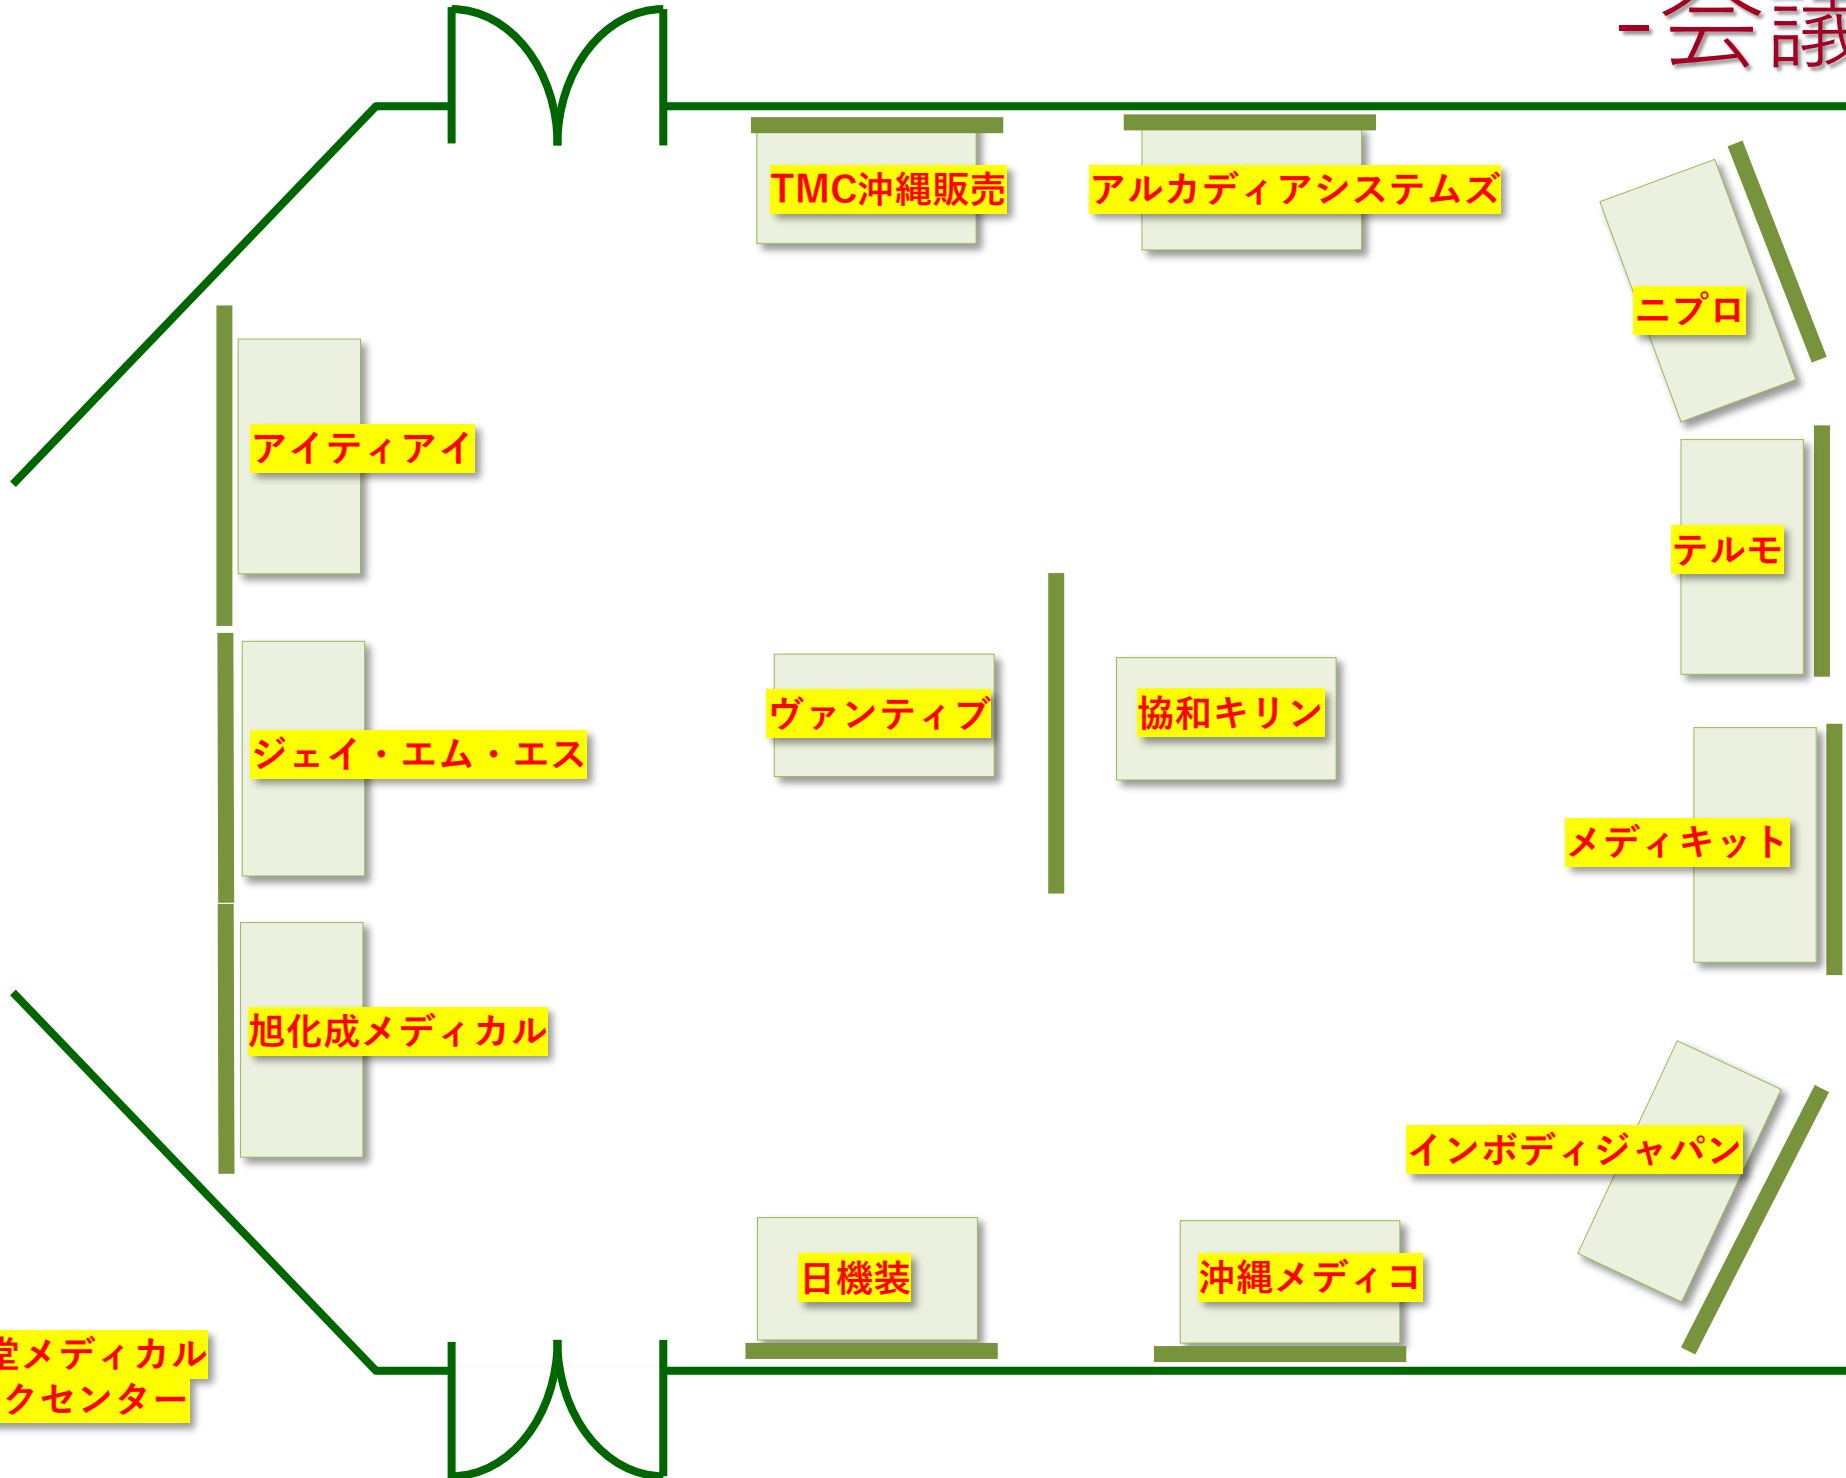 -会議
TMC沖縄販売
アルカディアシステムズ
ニプロ
アイティアイ
テルモ
ヴァンティブ
協和キリン
ジェイ・エム・エス
メディキット
旭化成メディカル
インボディジャパン
日機装
沖縄メディコ
堂メディカル
クセンター